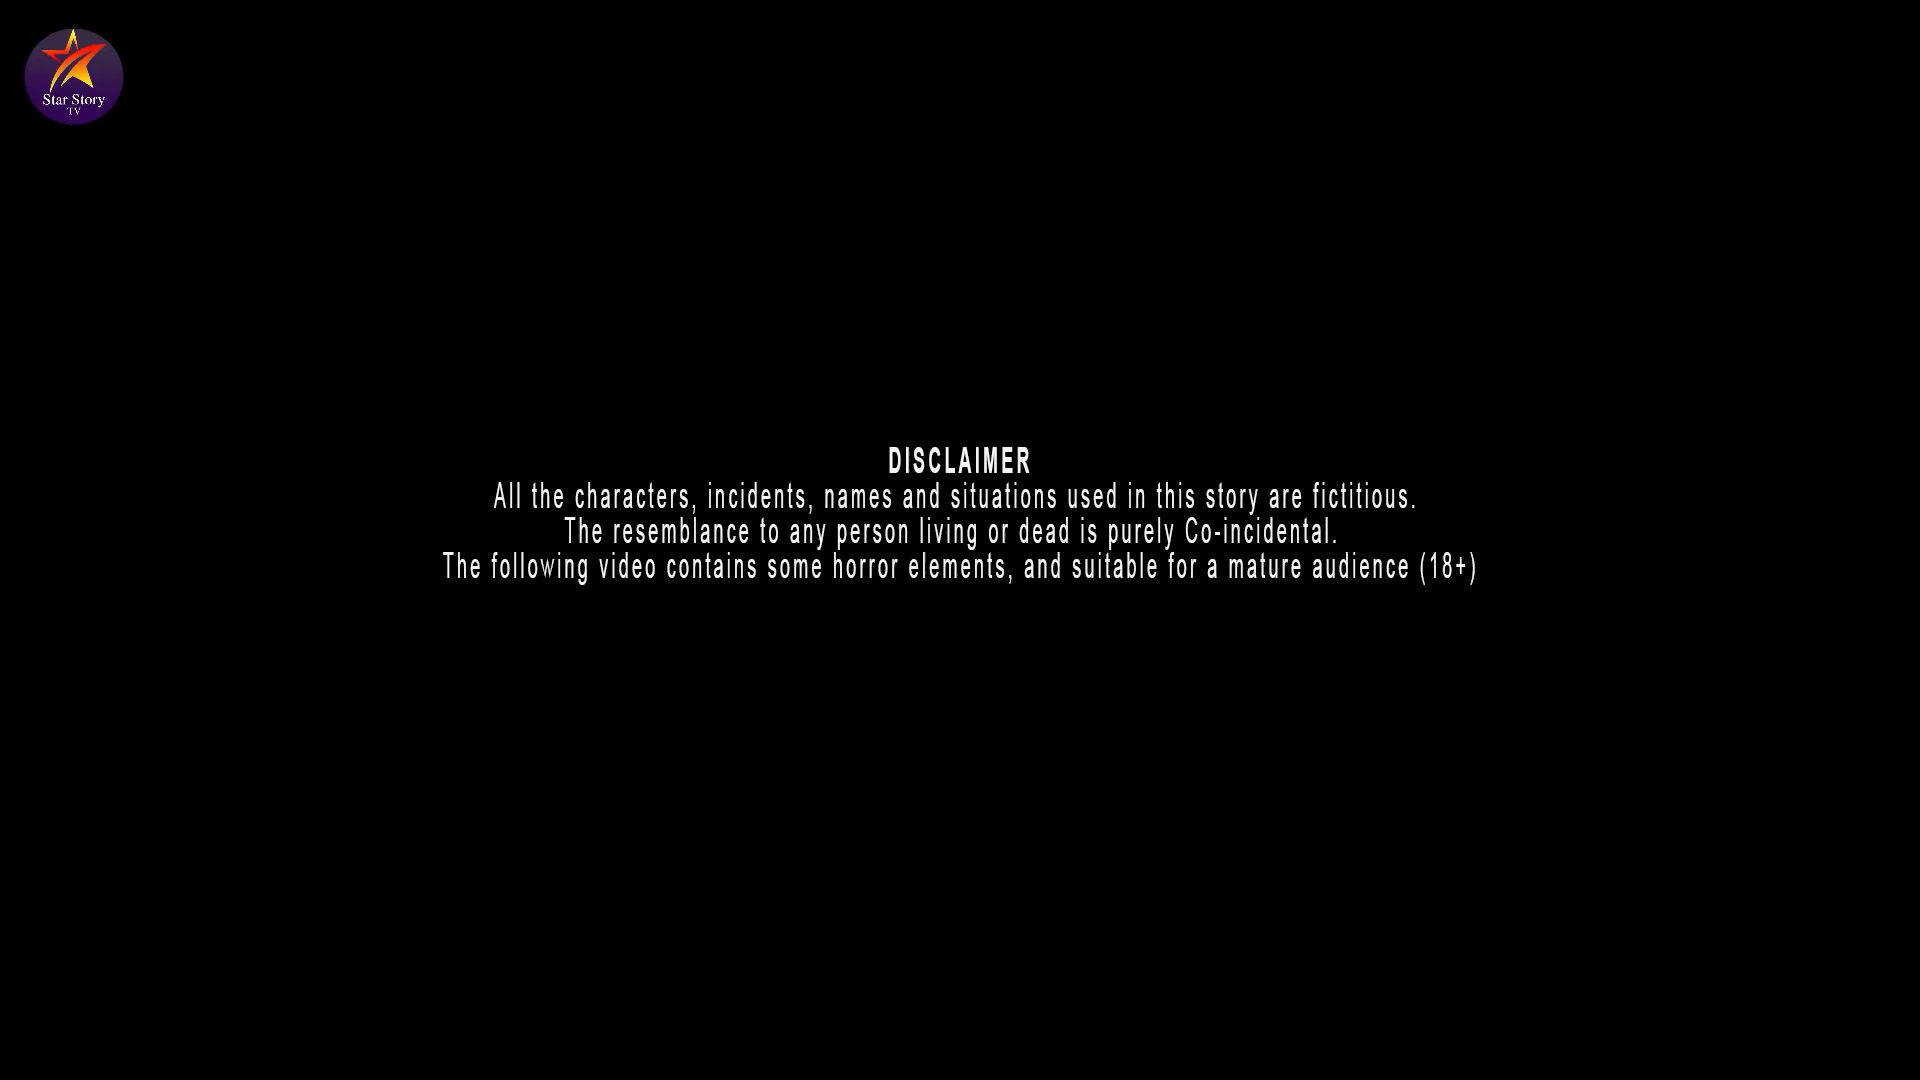 Star Story
TV
DISCLAIMER
All the characters, incidents, names and situations used in this story are fictitious.
The resemblance to any person living or dead is purely Co-incidental.
The following video contains some horror elements, and suitable for a mature audience (18+)